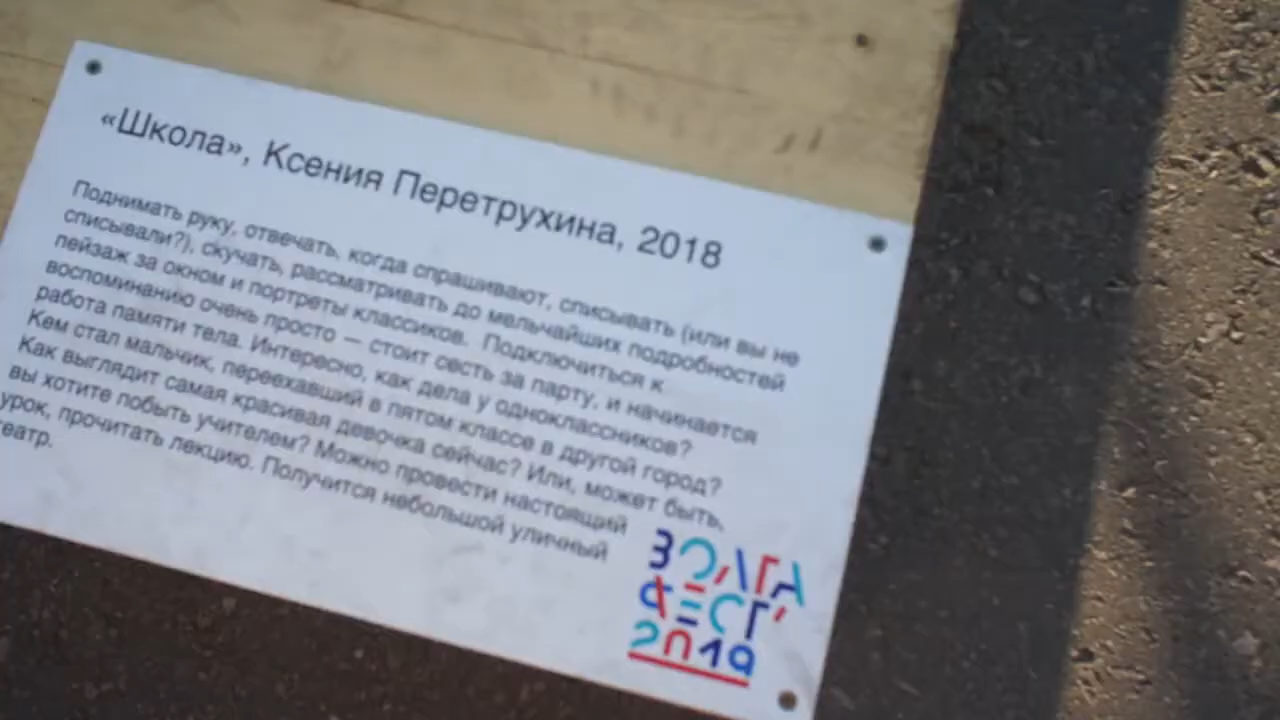 «Школа», Ксения Перетрухина, 2018
Поднимать руку, отвечать, когда спрашивают, списывать (или вы не
списывали?), скучать, рассматривать до мельчайших подробностей
пейзаж за окном и портреты классиков. Подключиться к
воспоминанию очень просто — стоит сесть за парту, и начинается
работа памяти тела. Интересно, как дела у одноклассников?
Кем стал мальчик, переехавший в пятом классе в другой город?
Как выглядит самая красивая девочка сейчас? Или, может быть,
вы хотите побыть учителем? Можно провести настоящий
урок, прочитать лекцию. Получится небольшой уличный
театр.
ВОЛГА
ФЕСТ'
2019